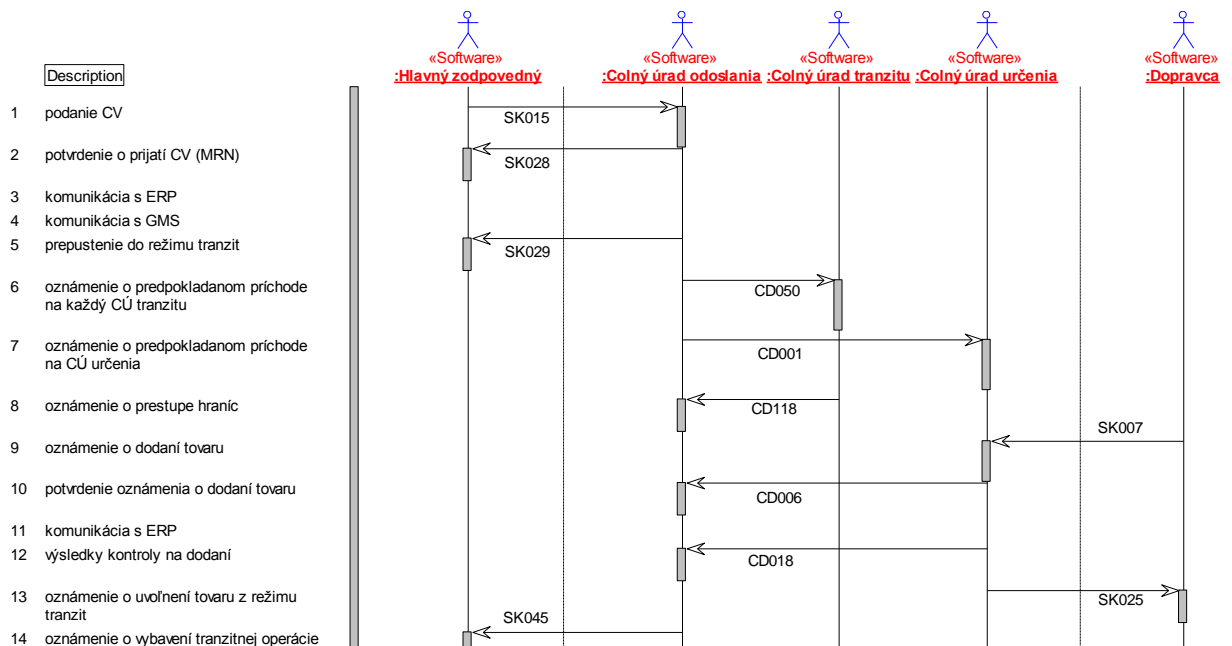 «Software» «Software» «Software» «Software» «Software»
:Hlavný zodpovedný :Colný úrad odoslania :Colný úrad tranzitu :Colný úrad určenia :Dopravca
Description
1 podanie CV
SK015
2 potvrdenie o prijatí CV (MRN)
SK028
3 komunikácia s ERP
4 komunikácia s GMS
5 prepustenie do režimu tranzit
SK029
6 oznámenie o predpokladanom príchode
na každý CÚ tranzitu
CD050
7 oznámenie o predpokladanom príchode
na CÚ určenia
CD001
8 oznámenie o prestupe hraníc
CD118
SK007
9 oznámenie o dodaní tovaru
10 potvrdenie oznámenia o dodaní tovaru
CD006
11 komunikácia s ERP
12 výsledky kontroly na dodaní
CD018
13 oznámenie o uvoľnení tovaru z režimu
tranzit
SK025
SK045
14 oznámenie o vybavení tranzitnej operácie